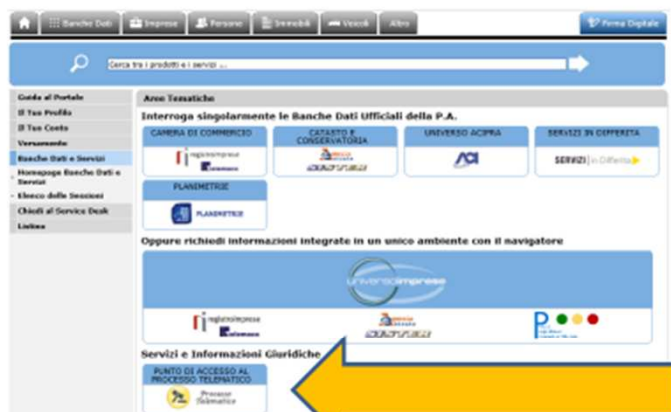 Banche Dati
Imprese
Persone
Immobili
Veicoli
Altro
Firma Digitale
Cerca tra i prodotti e i servizi ...
Guida al Portale
Il Tuo Profilo
Il Tuo Conto
Versamento
Banche Dati e Servizi
Homepage Banche Dati e
Servizi
Elenco delle Sessioni
Chiedi al Service Desk
Listino
Aree Tematiche
Interroga singolarmente le Banche Dati Ufficiali della P.A.
CAMERA DI COMMERCIO
CATASTO E
CONSERVATORIA
UNIVERSO ACIPRA
SERVIZI IN DIFFERITA
registroimprese
SISTER
ACI
SERVIZI in Differita
PLANIMETRIE
PLANIMETRIE
Oppure richiedi informazioni integrate in un unico ambiente con il navigatore
universoimprese
registroimprese
SISTER
Servizi e Informazioni Giuridiche
PUNTO DI ACCESSO AL
PROCESSO TELEMATICO
Processo
Telematico